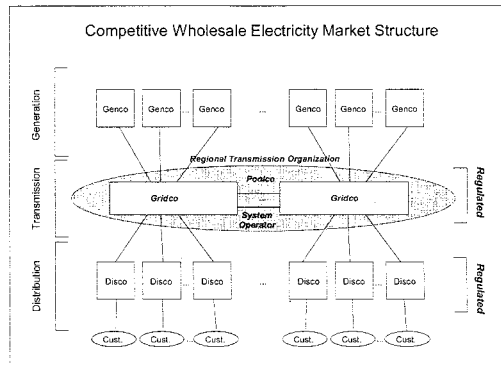 Competitive Wholesale Electricity Market Structure
Generation
Genco Genco ... Genco ... Genco Genco ... Genco
Regional Transmission Organization
Transmission
Poolco
Gridco Gridco
System
Operator
Regulated
Distribution
Disco Disco ... Disco ... Disco Disco ... Disco
Regulated
Cust. Cust. ... Cust. Cust. Cust. ... Cust.